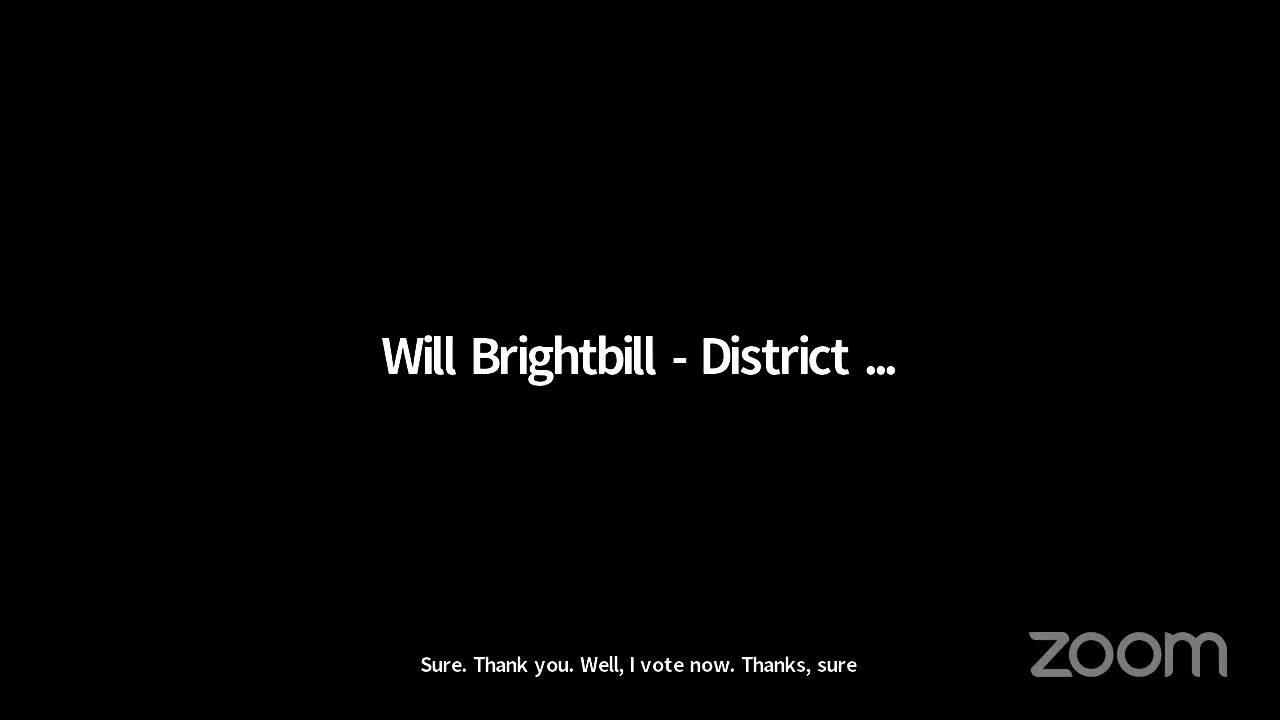 Will Brightbill - District ...
Sure. Thank you. Well, I vote now. Thanks, sure
zoom